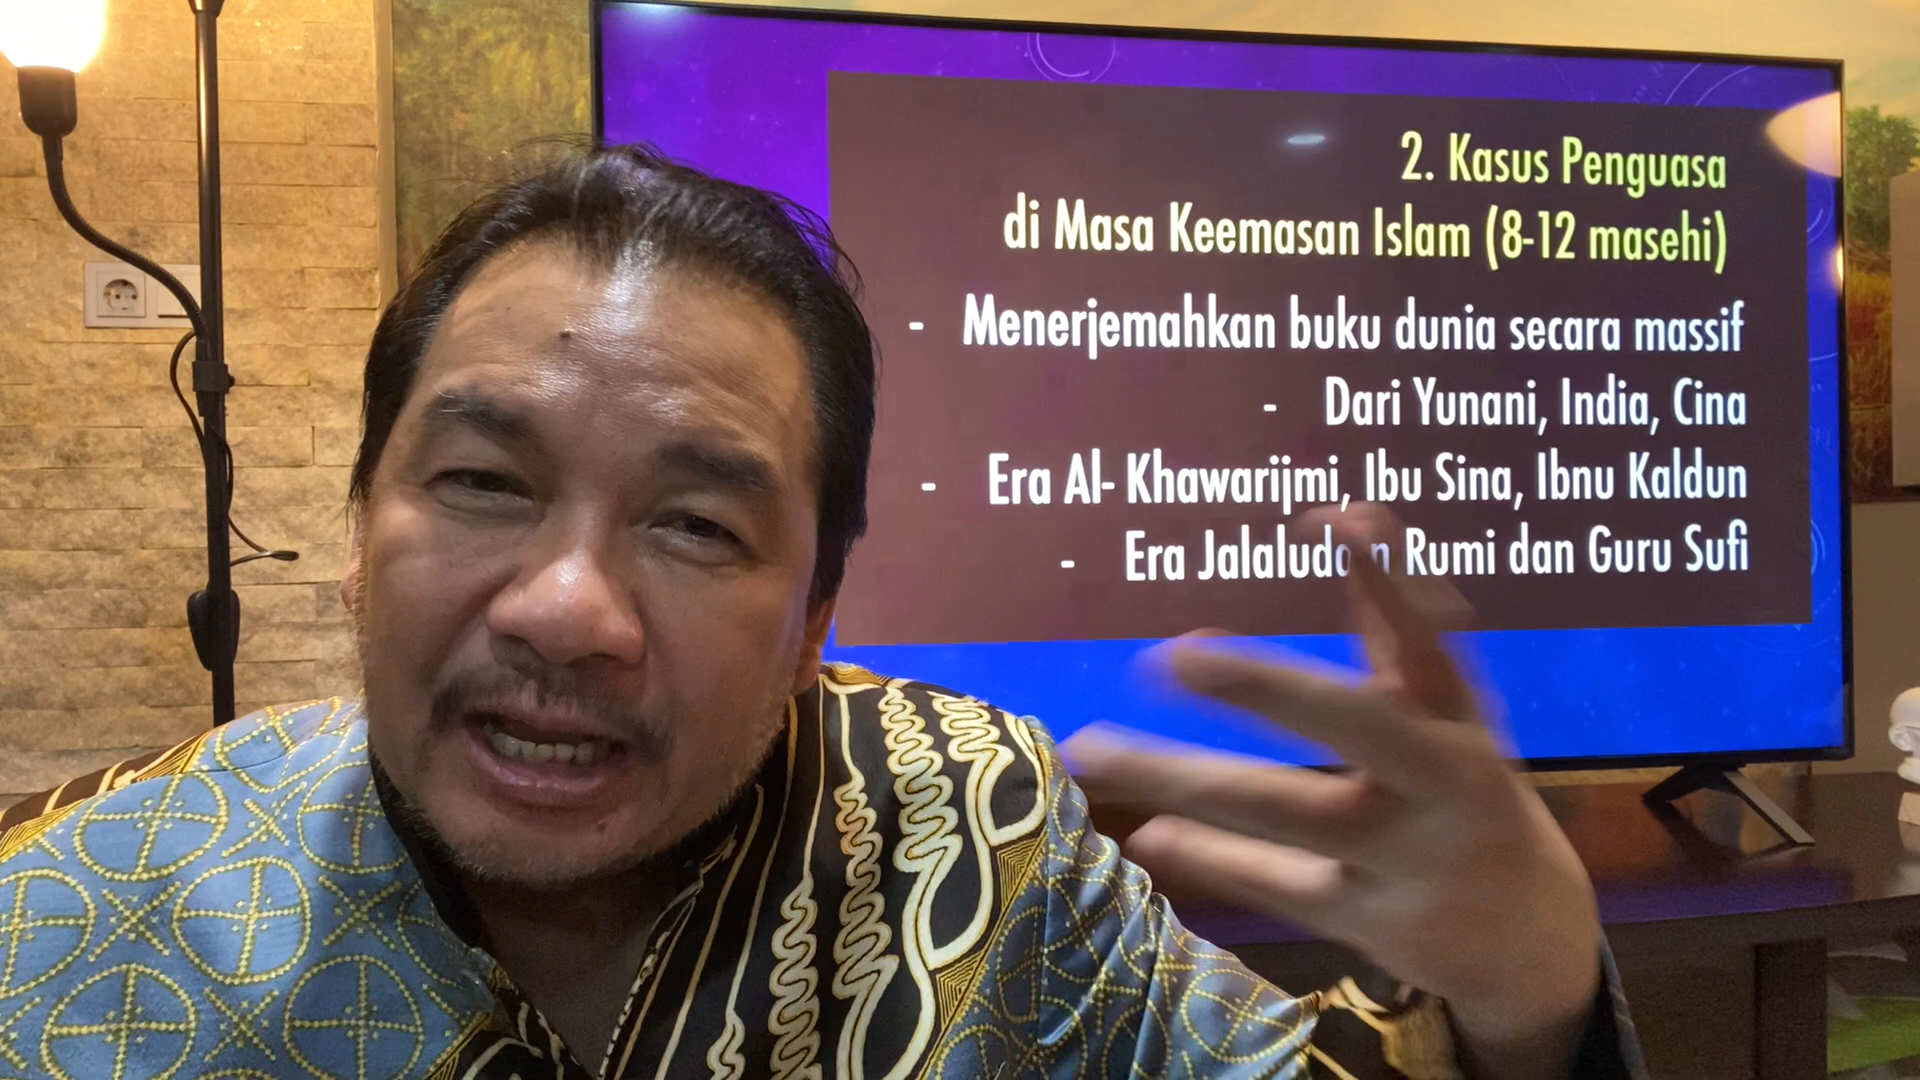 2. Kasus Penguasa
di Masa Keemasan Islam (8-12 masehi)
- Menerjemahkan buku dunia secara massif
- Dari Yunani, India, Cina
- Era Al- Khawarijmi, Ibu Sina, Ibnu Kaldun
- Era Jalaluddin Rumi dan Guru Sufi